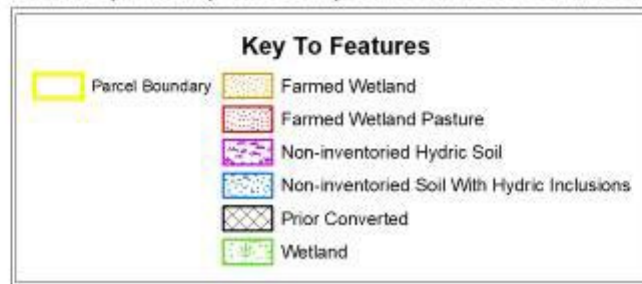 Key To Features
Parcel Boundary
Farmed Wetland
Farmed Wetland Pasture
Non-inventoried Hydric Soil
Non-inventoried Soil With Hydric Inclusions
Prior Converted
Wetland